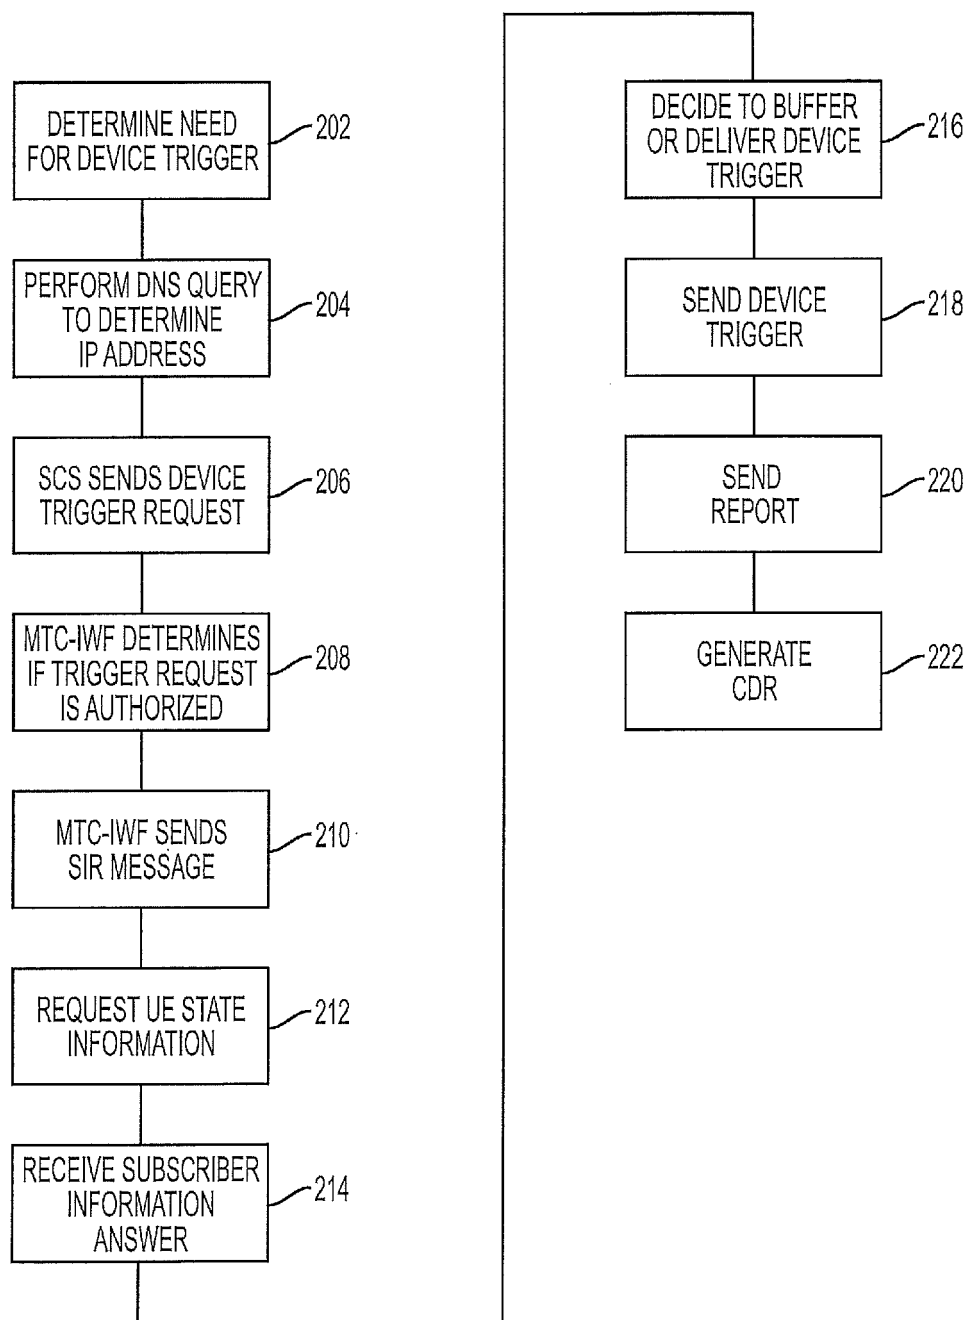 DETERMINE NEED
FOR DEVICE TRIGGER
202
PERFORM DNS QUERY
TO DETERMINE
IP ADDRESS
204
SCS SENDS DEVICE
TRIGGER REQUEST
206
MTC-IWF DETERMINES
IF TRIGGER REQUEST
IS AUTHORIZED
208
MTC-IWF SENDS
SIR MESSAGE
210
REQUEST UE STATE
INFORMATION
212
RECEIVE SUBSCRIBER
INFORMATION
ANSWER
214
DECIDE TO BUFFER
OR DELIVER DEVICE
TRIGGER
216
SEND DEVICE
TRIGGER
218
SEND
REPORT
220
GENERATE
CDR
222